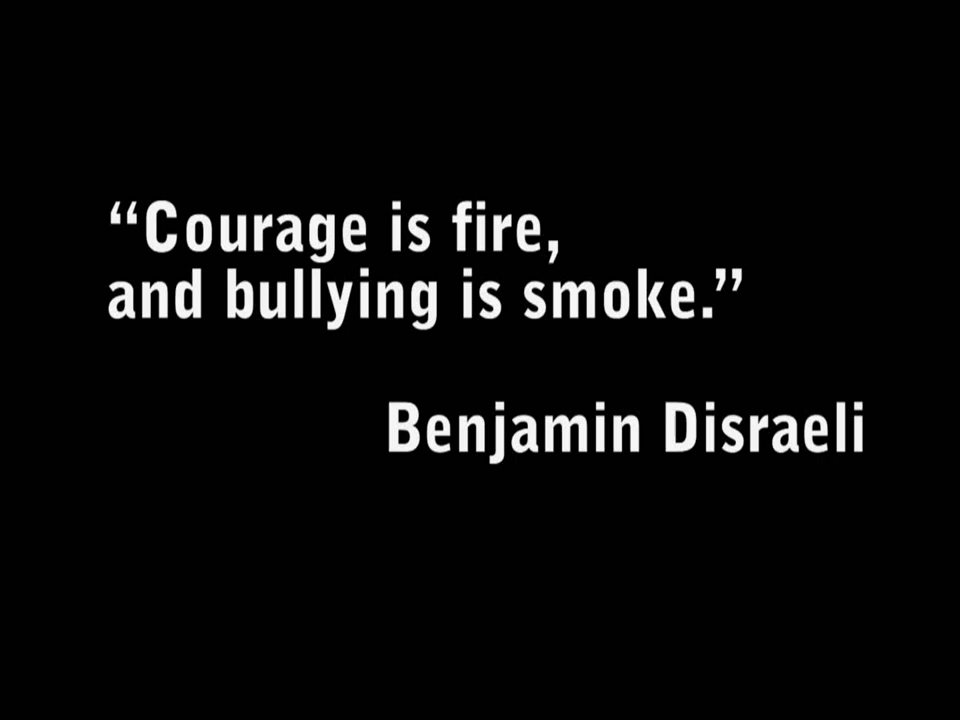 “Courage is fire,
and bullying is smoke.”
Benjamin Disraeli